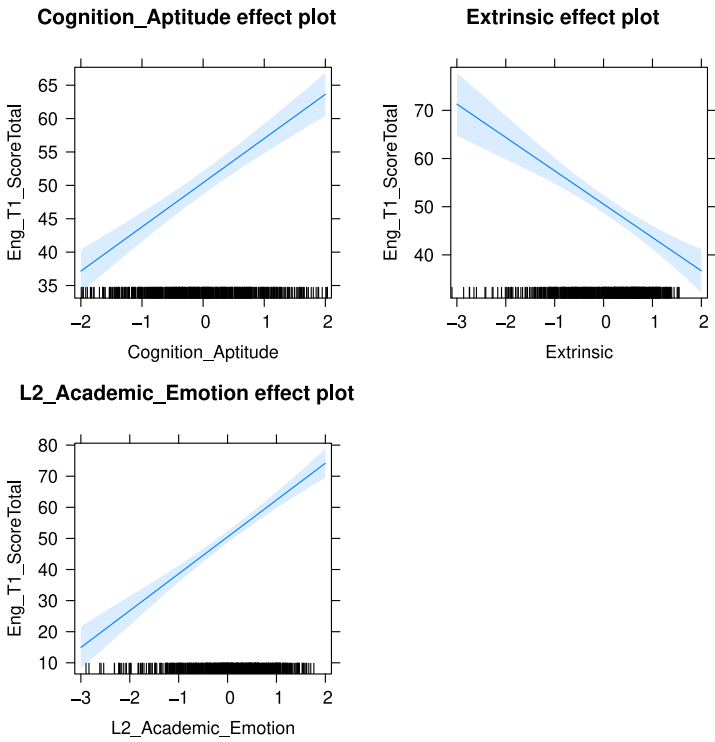 Cognition_Aptitude effect plot
Eng_T1_ScoreTotal
65
60
55
50
45
40
35
−2 −1 0 1 2
Cognition_Aptitude
Extrinsic effect plot
Eng_T1_ScoreTotal
70
60
50
40
−3 −2 −1 0 1 2
Extrinsic
L2_Academic_Emotion effect plot
Eng_T1_ScoreTotal
80
70
60
50
40
30
20
10
−3 −2 −1 0 1 2
L2_Academic_Emotion